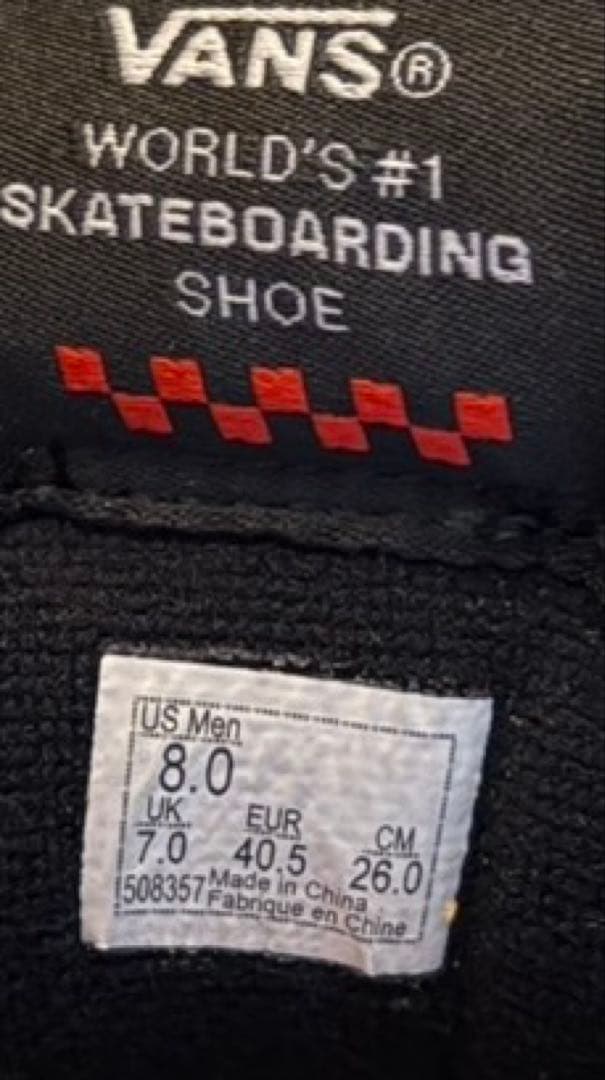 VANS®
WORLD'S #1
SKATEBOARDING
SHOE
US Men
8.0
UK EUR CM
7.0 40.5 26.0
508357 Made in China
Fabrique en Chine